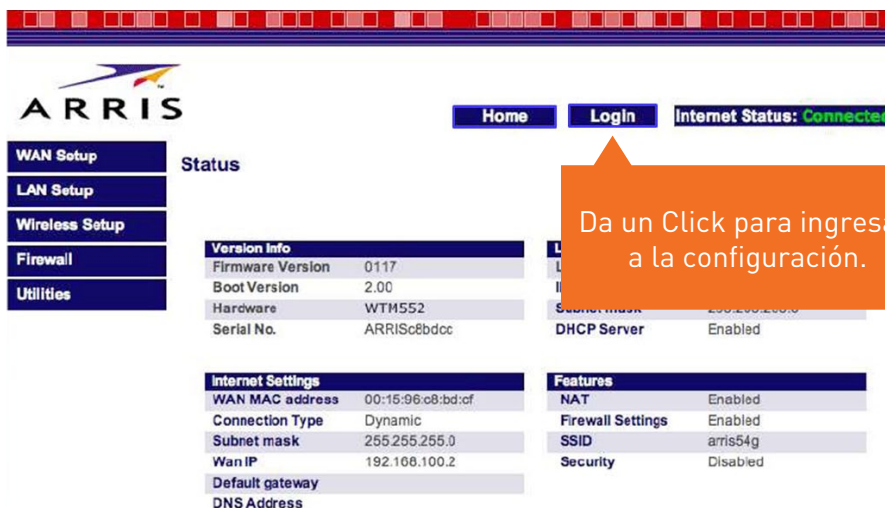 ARRIS
Home Login Internet Status: Connected
WAN Setup
LAN Setup
Wireless Setup
Firewall
Utilities
Status
Da un Click para ingresa
a la configuración.
Version Info
Firmware Version 0117
Boot Version 2.00
Hardware WTM552
Serial No. ARRISc8bdcc
DHCP Server Enabled
Internet Settings
WAN MAC address 00:15:96:c8:bd:cf
Connection Type Dynamic
Subnet mask 255.255.255.0
Wan IP 192.168.100.2
Default gateway
DNS Address
Features
NAT Enabled
Firewall Settings Enabled
SSID arris54g
Security Disabled